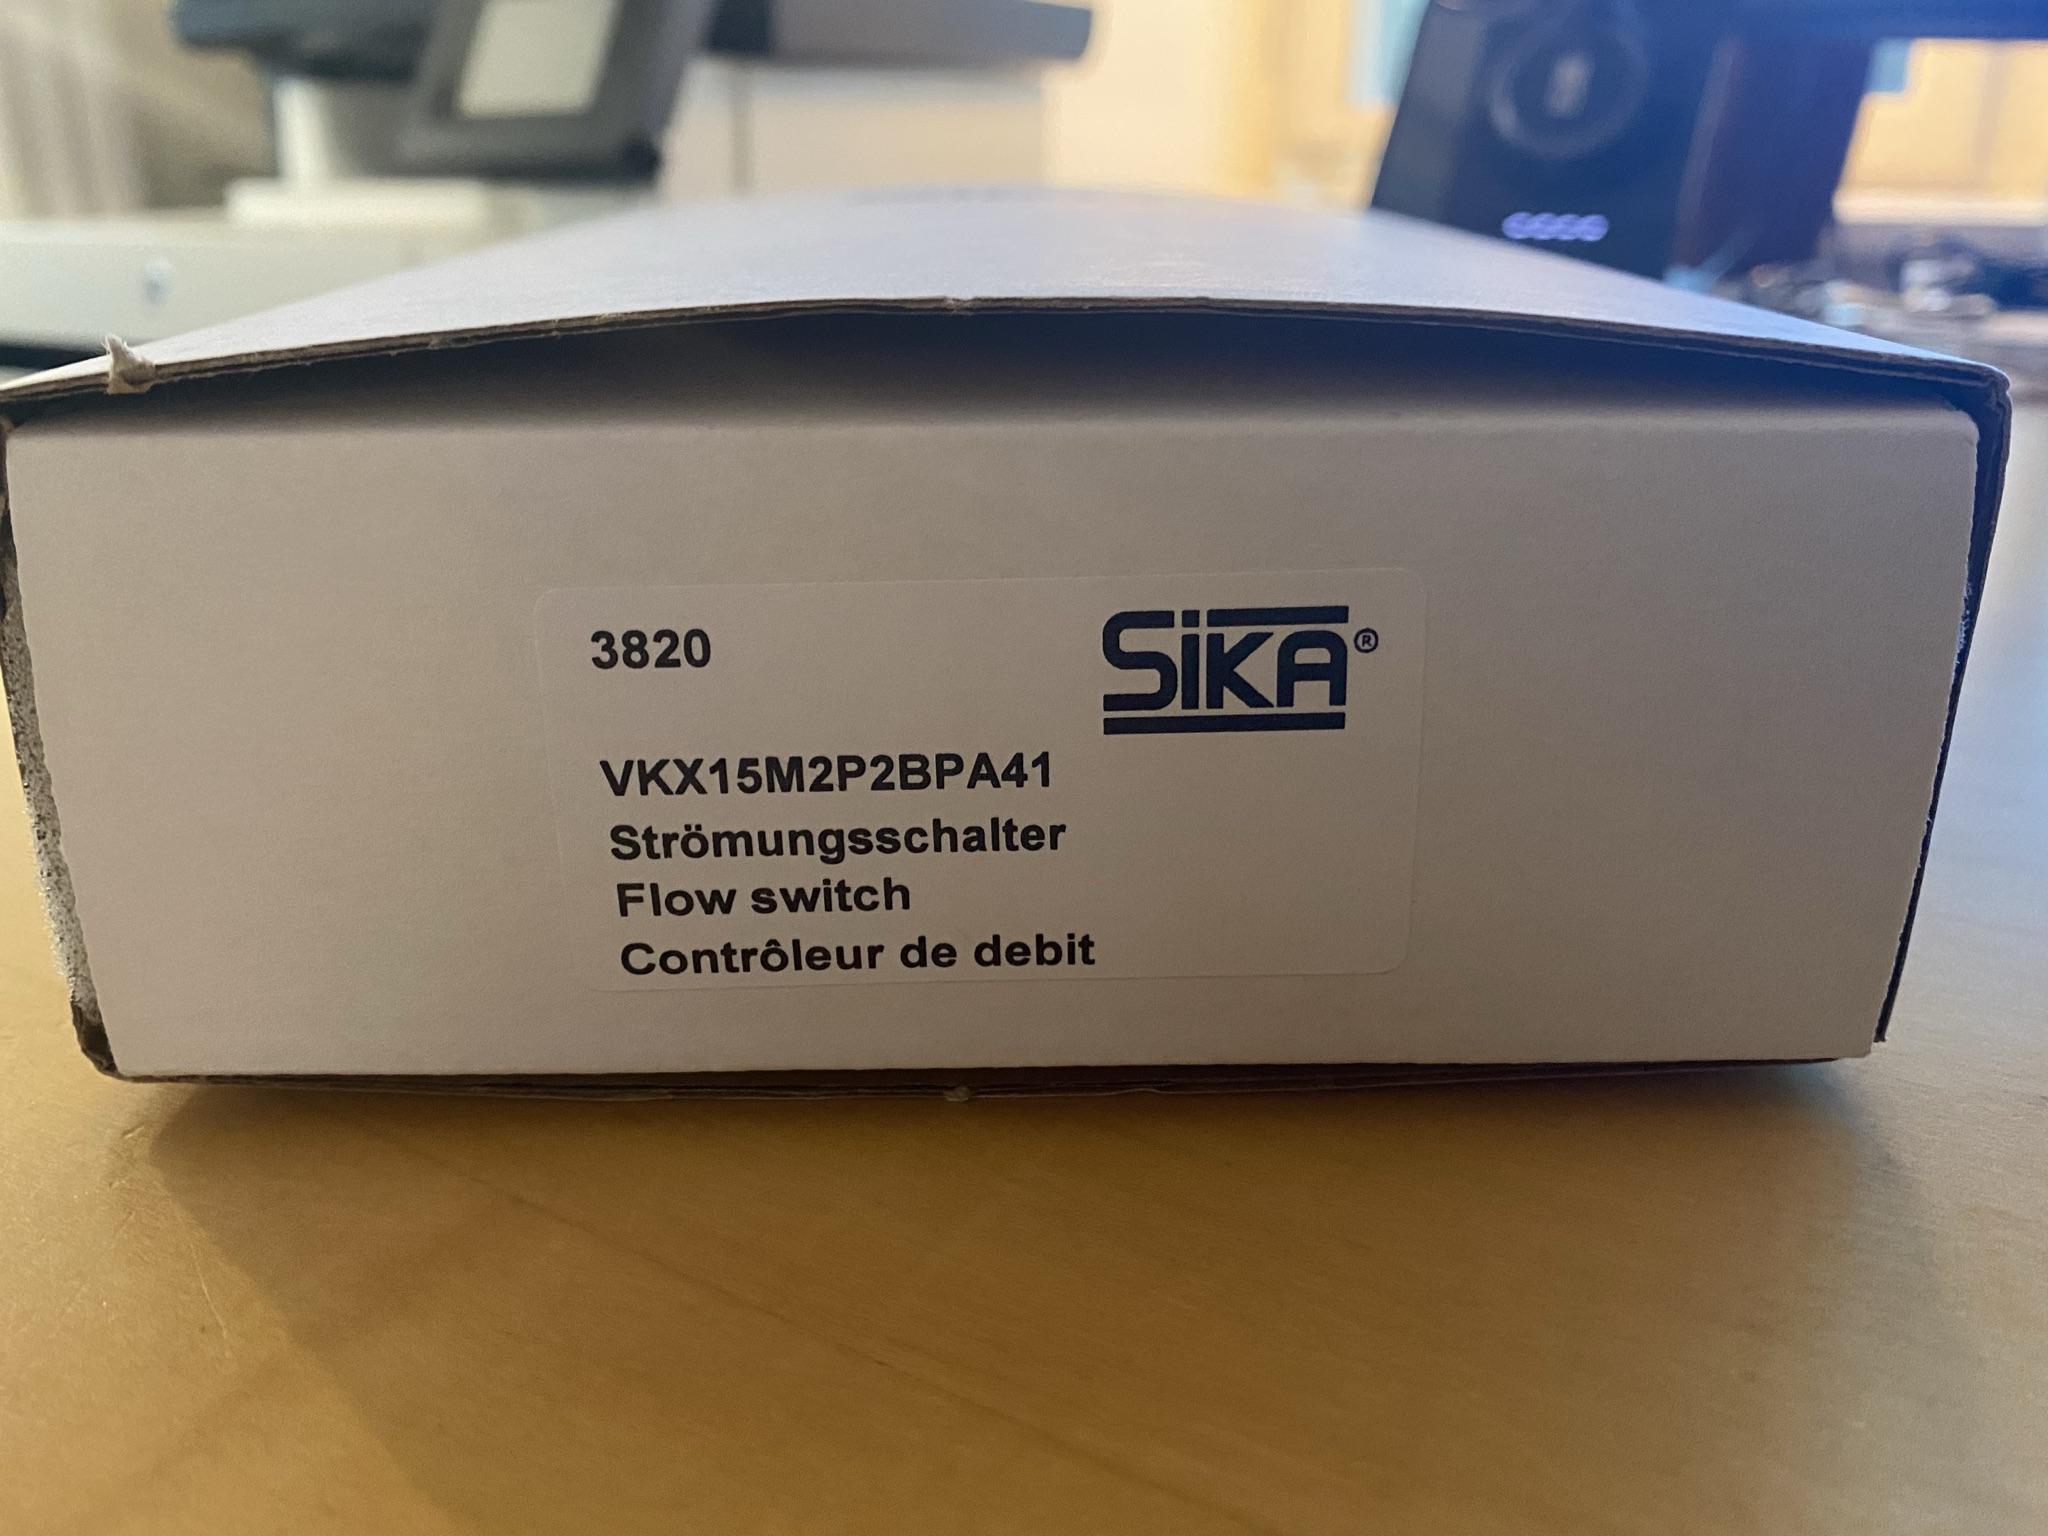 3820
SiKA®
VKX15M2P2BPA41
Strömungsschalter
Flow switch
Contrôleur de debit